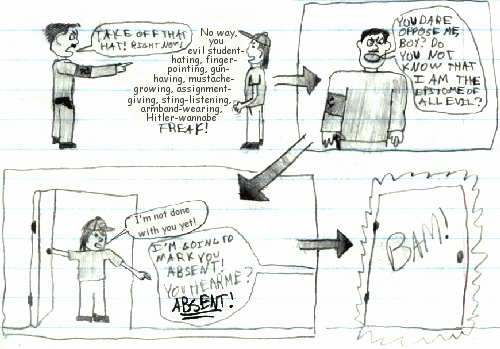 TAKE OFF THAT
HAT! RIGHT NOW!
No way,
you
evil student-
hating, finger-
pointing, gun-
having, mustache-
growing, assignment-
giving, sting-listening,
armband-wearing,
Hitler-wannabe
FREAK!
YOU DARE
OPPOSE ME,
BOY? DO
YOU NOT
KNOW THAT
I AM THE
EPITOME OF
ALL EVIL?
I'm not done
with you yet!
I'M GOING TO
MARK YOU
ABSENT!
YOU HEAR ME?
ABSENT!
BAM!